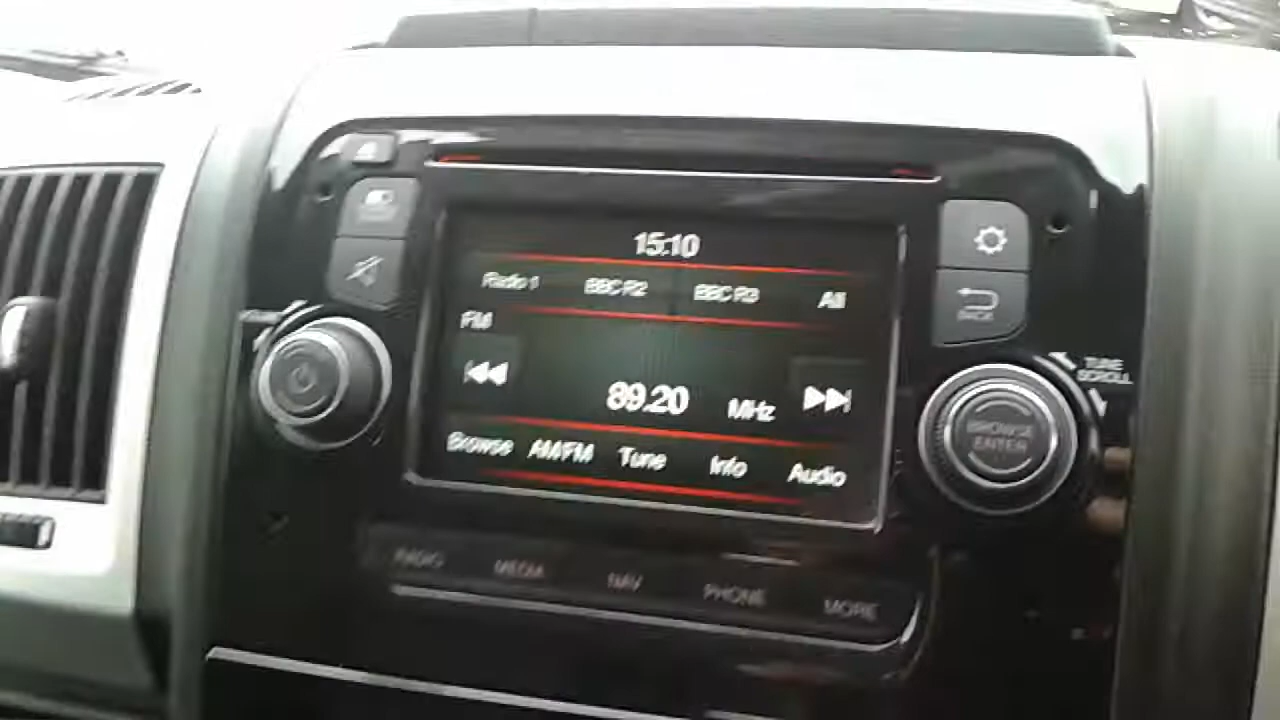 15:10
Radio 1 BBC R2 BBC R3 All
FM
89.20 MHz
Browse AM/FM Tune Info Audio
BACK
TUNE
SCROLL
BROWSE
ENTER
RADIO MEDIA NAV PHONE MORE